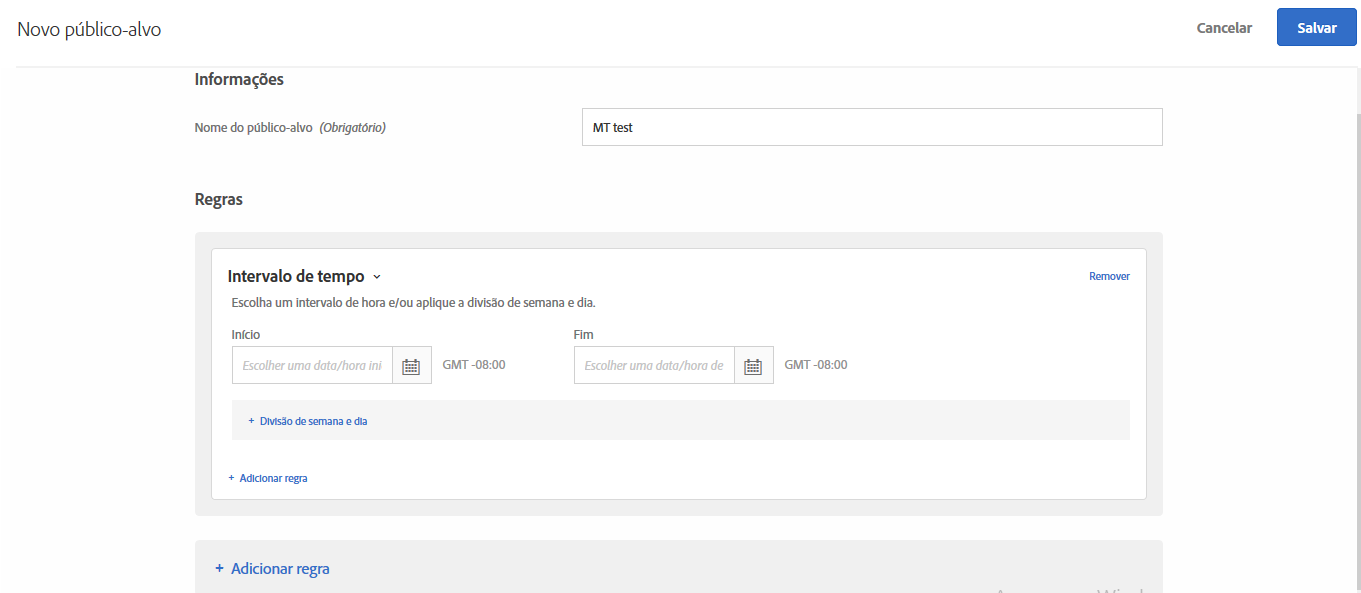 Novo público-alvo
Cancelar
Salvar
Informações
Nome do público-alvo (Obrigatório)
MT test
Regras
Intervalo de tempo
Remover
Escolha um intervalo de hora e/ou aplique a divisão de semana e dia.
Início
Fim
Escolher uma data/hora ini
GMT -08:00
Escolher uma data/hora de
GMT -08:00
+ Divisão de semana e dia
+ Adicionar regra
+ Adicionar regra